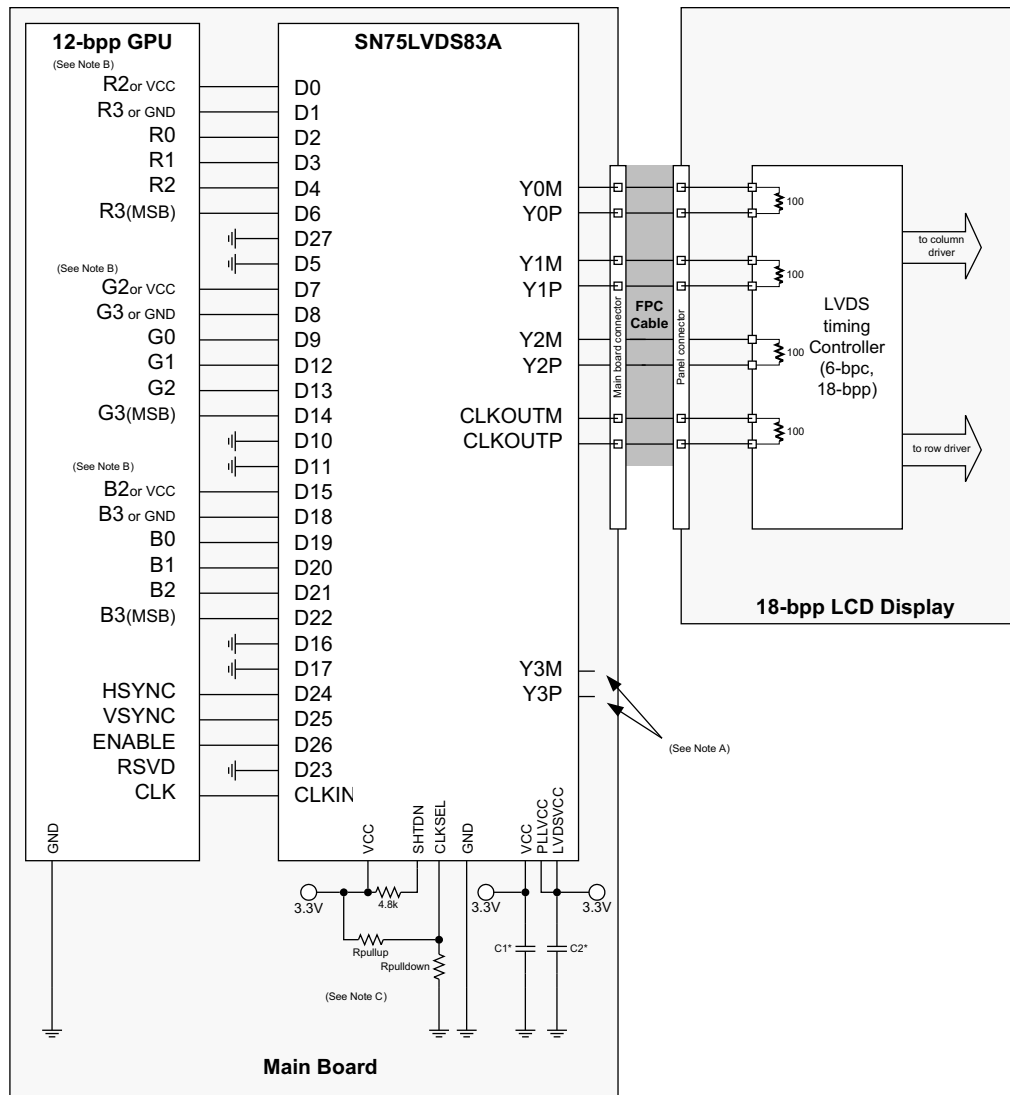 12-bpp GPU
(See Note B)
R2 or VCC
R3 or GND
R0
R1
R2
R3(MSB)
(See Note B)
G2 or VCC
G3 or GND
G0
G1
G2
G3(MSB)
(See Note B)
B2 or VCC
B3 or GND
B0
B1
B2
B3(MSB)
HSYNC
VSYNC
ENABLE
RSVD
CLK
GND
SN75LVDS83A
D0
D1
D2
D3
D4
D6
D27
D5
D7
D8
D9
D12
D13
D14
D10
D11
D15
D18
D19
D20
D21
D22
D16
D17
D24
D25
D26
D23
CLKIN
Y0M
Y0P
Y1M
Y1P
Y2M
Y2P
CLKOUTM
CLKOUTP
Y3M
Y3P
(See Note A)
VCC
SHTDN
CLKSEL
GND
VCC
PLLVCC
LVDSVCC
3.3V
4.8k
3.3V
3.3V
Rpullup
Rpulldown
C1*
C2*
(See Note C)
Main Board
Main board connector
FPC
Cable
Panel connector
100
100
100
100
LVDS
timing
Controller
(6-bpc,
18-bpp)
to column
driver
to row driver
18-bpp LCD Display